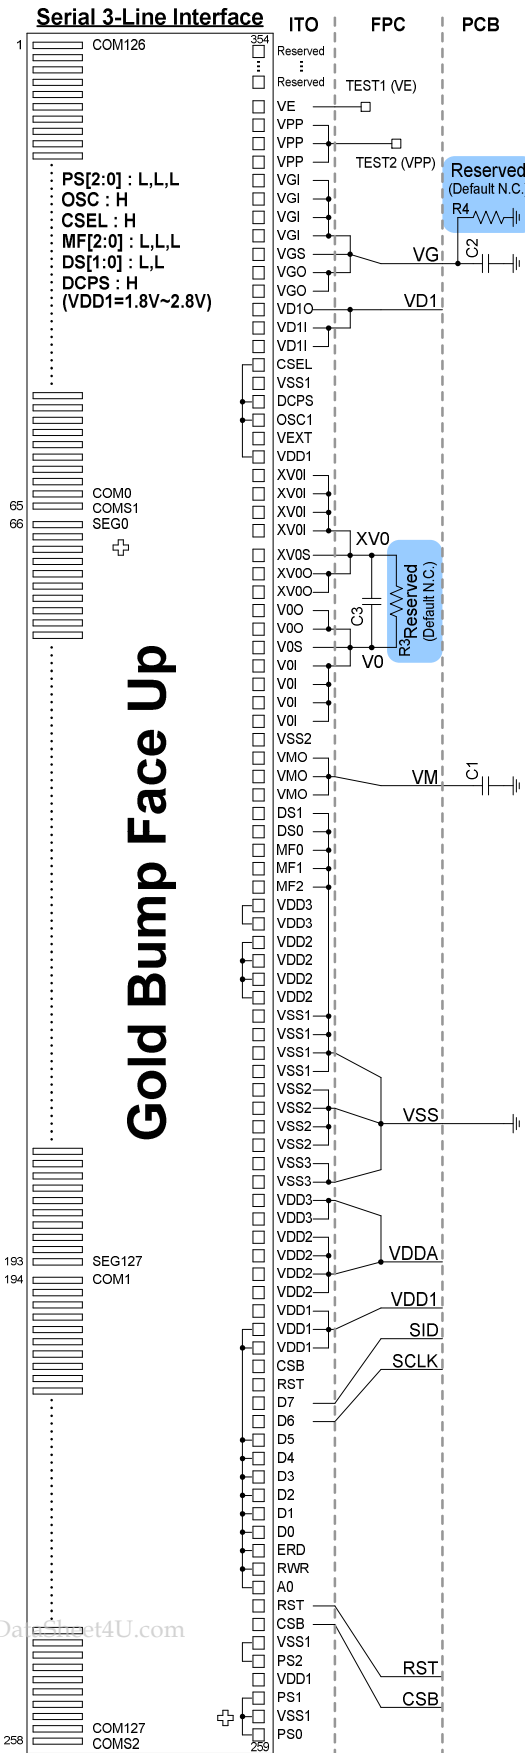 Serial 3-Line Interface
ITO
FPC
PCB
354
1
COM126
Reserved
Reserved
TEST1 (VE)
VE
VPP
VPP
TEST2 (VPP)
VPP
PS[2:0] : L,L,L
OSC : H
CSEL : H
MF[2:0] : L,L,L
DS[1:0] : L,L
DCPS : H
(VDD1=1.8V~2.8V)
Reserved
(Default N.C.)
R4
VGI
VGI
VGI
VGI
VGS
VG
C2
VGO
VGO
VD1O
VD1
VD1I
VD1I
CSEL
VSS1
DCPS
OSC1
VEXT
VDD1
XV0I
XV0I
XV0I
XV0I
COM0
65
COMS1
66
SEG0
XV0
XV0S
XV0O
XV0O
C3
R3
Reserved
(Default N.C.)
V0O
V0O
V0S
V0
V0I
V0I
V0I
V0I
VSS2
VMO
VMO
VM
C1
VMO
Gold Bump Face Up
DS1
DS0
MF0
MF1
MF2
VDD3
VDD3
VDD2
VDD2
VDD2
VDD2
VSS1
VSS1
VSS1
VSS1
VSS2
VSS2
VSS
VSS2
VSS2
VSS3
VSS3
VDD3
VDD3
VDD2
VDD2
VDDA
VDD2
VDD2
193
SEG127
194
COM1
VDD1
VDD1
VDD1
VDD1
SID
CSB
SCLK
RST
D7
D6
D5
D4
D3
D2
D1
D0
ERD
RWR
A0
RST
CSB
DataSheet4U.com
VSS1
PS2
RST
VDD1
PS1
CSB
VSS1
COM127
PS0
258
COMS2
259